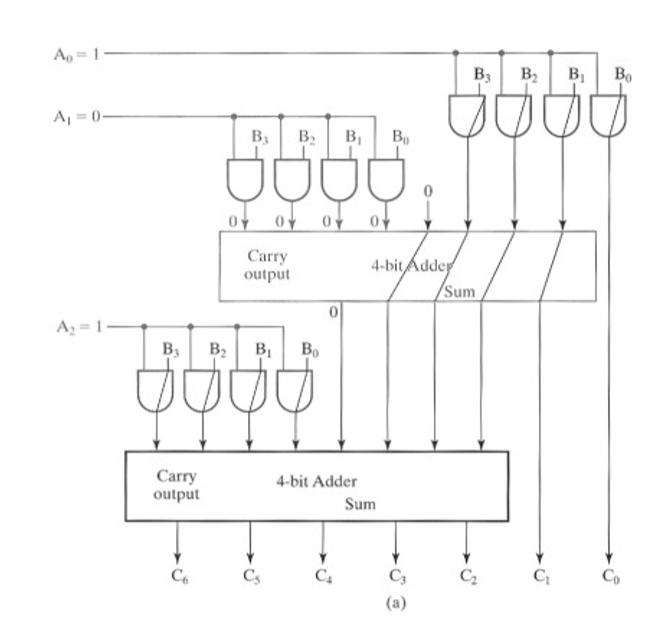 A₀ = 1
B₃ B₂ B₁ B₀
A₁ = 0
B₃ B₂ B₁ B₀
0
0 0 0 0
Carry
output
4-bit Adder
Sum
0
A₂ = 1
B₃ B₂ B₁ B₀
Carry
output
4-bit Adder
Sum
C₆ C₅ C₄ C₃ C₂ C₁ C₀
(a)